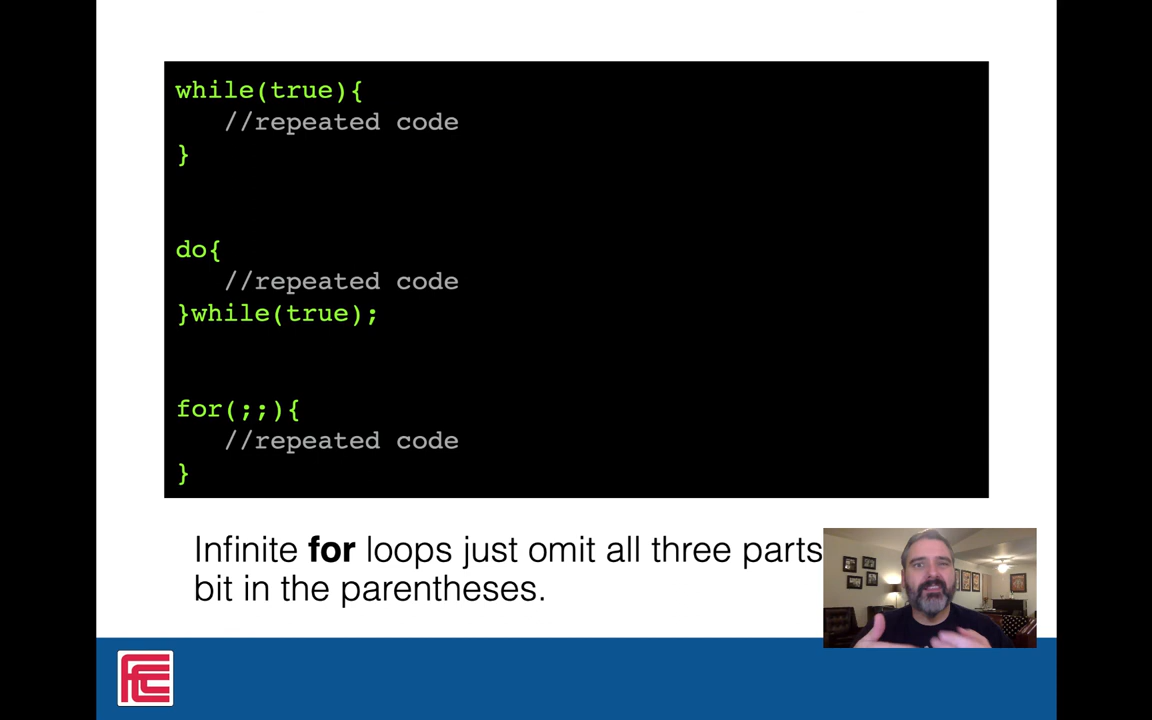 while(true){
//repeated code
}
do{
//repeated code
}while(true);
for(;;){
//repeated code
}
Infinite for loops just omit all three parts
bit in the parentheses.
FCC